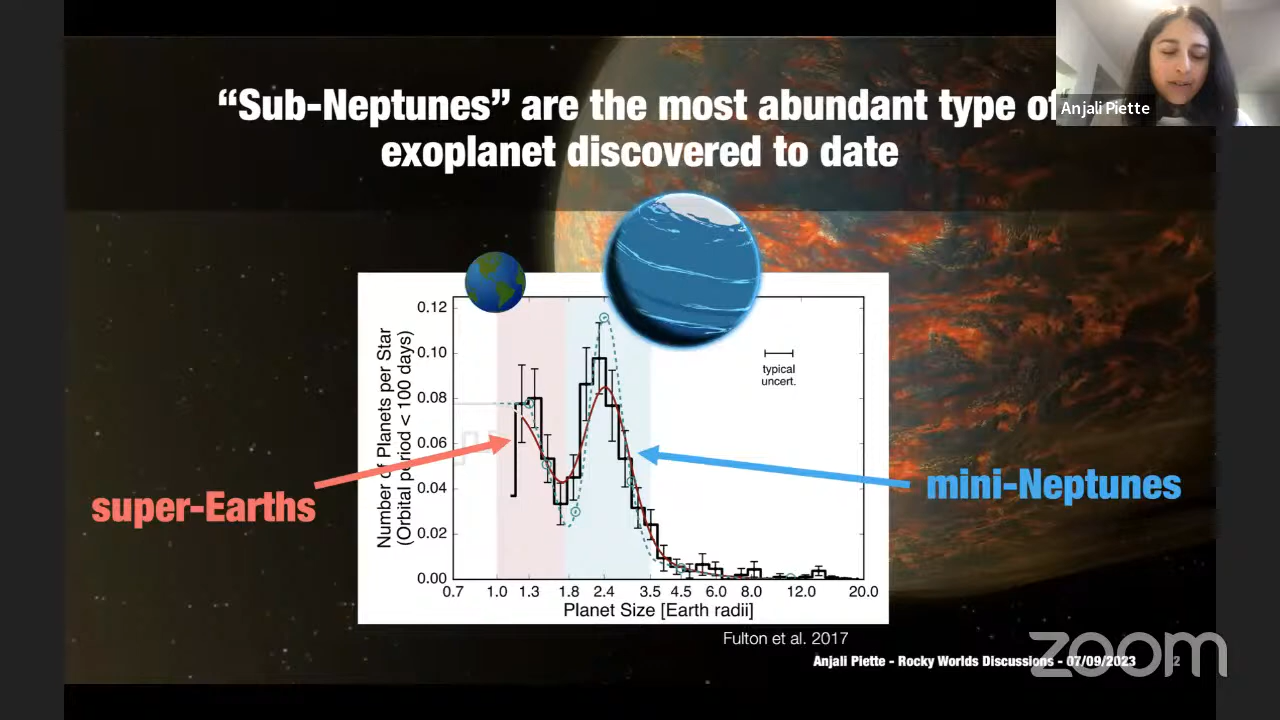 “Sub-Neptunes” are the most abundant type of
exoplanet discovered to date
Anjali Piette
super-Earths
mini-Neptunes
Number of Planets per Star
(Orbital period < 100 days)
0.12
0.10
0.08
0.06
0.04
0.02
0.00
typical
uncert.
0.7 1.0 1.3 1.8 2.4 3.5 4.5 6.0 8.0 12.0 20.0
Planet Size [Earth radii]
Fulton et al. 2017
Anjali Piette - Rocky Worlds Discussions - 07/09/2023
zoom